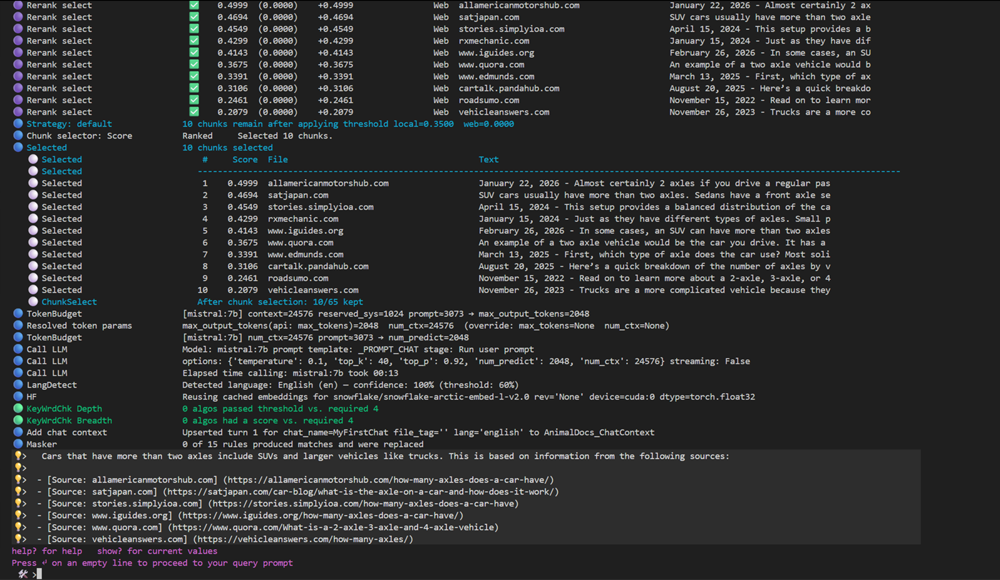 Rerank select ✅ 0.4999 (0.0000) +0.4999 Web allamericanmotorshub.com January 22, 2026 - Almost certainly 2 ax
Rerank select ✅ 0.4694 (0.0000) +0.4694 Web satjapan.com SUV cars usually have more than two axle
Rerank select ✅ 0.4549 (0.0000) +0.4549 Web stories.simplyioa.com April 15, 2024 - This setup provides a b
Rerank select ✅ 0.4299 (0.0000) +0.4299 Web rxmechanic.com January 15, 2024 - Just as they have dif
Rerank select ✅ 0.4143 (0.0000) +0.4143 Web www.iguides.org February 26, 2026 - In some cases, an SU
Rerank select ✅ 0.3675 (0.0000) +0.3675 Web www.quora.com An example of a two axle vehicle would b
Rerank select ✅ 0.3391 (0.0000) +0.3391 Web www.edmunds.com March 13, 2025 - First, which type of ax
Rerank select ✅ 0.3106 (0.0000) +0.3106 Web cartalk.pandahub.com August 20, 2025 - Here’s a quick breakdo
Rerank select ✅ 0.2461 (0.0000) +0.2461 Web roadsumo.com November 15, 2022 - Read on to learn mor
Rerank select ✅ 0.2079 (0.0000) +0.2079 Web vehicleanswers.com November 26, 2023 - Trucks are a more co
Strategy: default 10 chunks remain after applying threshold local=0.3500 web=0.0000
Chunk selector: Score Ranked Selected 10 chunks.
Selected 10 chunks selected
Selected # Score File Text
Selected --------------------------------------------------------------------------------------------------------------------------------------------
Selected 1 0.4999 allamericanmotorshub.com January 22, 2026 - Almost certainly 2 axles if you drive a regular pas
Selected 2 0.4694 satjapan.com SUV cars usually have more than two axles. Sedans have a front axle se
Selected 3 0.4549 stories.simplyioa.com April 15, 2024 - This setup provides a balanced distribution of the ca
Selected 4 0.4299 rxmechanic.com January 15, 2024 - Just as they have different types of axles. Small p
Selected 5 0.4143 www.iguides.org February 26, 2026 - In some cases, an SUV can have more than two axles
Selected 6 0.3675 www.quora.com An example of a two axle vehicle would be the car you drive. It has a
Selected 7 0.3391 www.edmunds.com March 13, 2025 - First, which type of axle does the car use? Most soli
Selected 8 0.3106 cartalk.pandahub.com August 20, 2025 - Here’s a quick breakdown of the number of axles by v
Selected 9 0.2461 roadsumo.com November 15, 2022 - Read on to learn more about a 2-axle, 3-axle, or 4
Selected 10 0.2079 vehicleanswers.com November 26, 2023 - Trucks are a more complicated vehicle because they
ChunkSelect After chunk selection: 10/65 kept
TokenBudget [mistral:7b] context=24576 reserved_sys=1024 prompt≈3073 → max_output_tokens=2048
Resolved token params max_output_tokens(api: max_tokens)=2048 num_ctx=24576 (override: max_tokens=None num_ctx=None)
TokenBudget [mistral:7b] num_ctx=24576 prompt≈3073 → num_predict=2048
Call LLM Model: mistral:7b prompt template: _PROMPT_CHAT stage: Run user prompt
Call LLM options: {'temperature': 0.1, 'top_k': 40, 'top_p': 0.92, 'num_predict': 2048, 'num_ctx': 24576} streaming: False
Call LLM Elapsed time calling: mistral:7b took 00:13
LangDetect Detected language: English (en) — confidence: 100% (threshold: 60%)
HF Reusing cached embeddings for snowflake/snowflake-arctic-embed-l-v2.0 rev='None' device=cuda:0 dtype=torch.float32
KeyWrdChk Depth 0 algos passed threshold vs. required 4
KeyWrdChk Breadth 0 algos had a score vs. required 4
Add chat context Upserted turn 1 for chat_name=MyFirstChat file_tag='' lang='english' to AnimalDocs_ChatContext
Masker 0 of 15 rules produced matches and were replaced
💡> Cars that have more than two axles include SUVs and larger vehicles like trucks. This is based on information from the following sources:
💡>
💡> - [Source: allamericanmotorshub.com] (https://allamericanmotorshub.com/how-many-axles-does-a-car-have/)
💡> - [Source: satjapan.com] (https://satjapan.com/car-blog/what-is-the-axle-on-a-car-and-how-does-it-work/)
💡> - [Source: stories.simplyioa.com] (https://stories.simplyioa.com/how-many-axles-does-a-car-have)
💡> - [Source: www.iguides.org] (https://www.iguides.org/how-many-axles-does-a-car-have/)
💡> - [Source: www.quora.com] (https://www.quora.com/What-is-a-2-axle-3-axle-and-4-axle-vehicle)
💡> - [Source: vehicleanswers.com] (https://vehicleanswers.com/how-many-axles/)
help? for help show? for current values
Press ↲ on an empty line to proceed to your query prompt
🛠 >